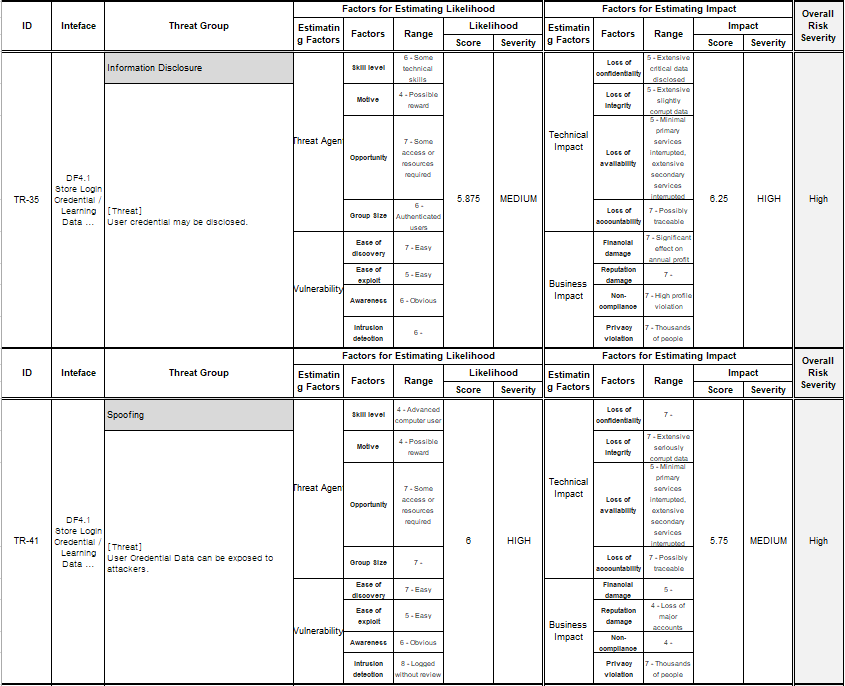 ID
Inteface
Threat Group
Factors for Estimating Likelihood
Factors for Estimating Impact
Overall
Risk
Severity
Estimatin
g Factors
Factors
Range
Likelihood
Score
Severity
Estimatin
g Factors
Factors
Range
Impact
Score
Severity
TR-35
DF4.1
Store Login
Credential /
Learning
Data ...
Information Disclosure
[Threat]
User credential may be disclosed.
Threat Agen
Skill level
6 - Some
technical
skills
Motive
4 - Possible
reward
Opportunity
7 - Some
access or
resources
required
Group Size
6 -
Authenticated
users
Vulnerability
Ease of
discovery
7 - Easy
Ease of
exploit
5 - Easy
Awareness
6 - Obvious
Intrusion
detection
6 -
5.875
MEDIUM
Technical
Impact
Loss of
confidentiality
5 - Extensive
critical data
disclosed
Loss of
integrity
5 - Extensive
slightly
corrupt data
Loss of
availability
5 - Minimal
primary
services
interrupted,
extensive
secondary
services
interrupted
Loss of
accountability
7 - Possibly
traceable
Business
Impact
Financial
damage
7 - Significant
effect on
annual profit
Reputation
damage
7 -
Non-
compliance
7 - High profile
violation
Privacy
violation
7 - Thousands
of people
6.25
HIGH
High
ID
Inteface
Threat Group
Factors for Estimating Likelihood
Factors for Estimating Impact
Overall
Risk
Severity
Estimatin
g Factors
Factors
Range
Likelihood
Score
Severity
Estimatin
g Factors
Factors
Range
Impact
Score
Severity
TR-41
DF4.1
Store Login
Credential /
Learning
Data ...
Spoofing
[Threat]
User Credential Data can be exposed to
attackers.
Threat Agen
Skill level
4 - Advanced
computer user
Motive
4 - Possible
reward
Opportunity
7 - Some
access or
resources
required
Group Size
7 -
Vulnerability
Ease of
discovery
7 - Easy
Ease of
exploit
5 - Easy
Awareness
6 - Obvious
Intrusion
detection
8 - Logged
without review
6
HIGH
Technical
Impact
Loss of
confidentiality
7 -
Loss of
integrity
7 - Extensive
seriously
corrupt data
Loss of
availability
5 - Minimal
primary
services
interrupted,
extensive
secondary
services
interrupted
Loss of
accountability
7 - Possibly
traceable
Business
Impact
Financial
damage
5 -
Reputation
damage
4 - Loss of
major
accounts
Non-
compliance
4 -
Privacy
violation
7 - Thousands
of people
5.75
MEDIUM
High